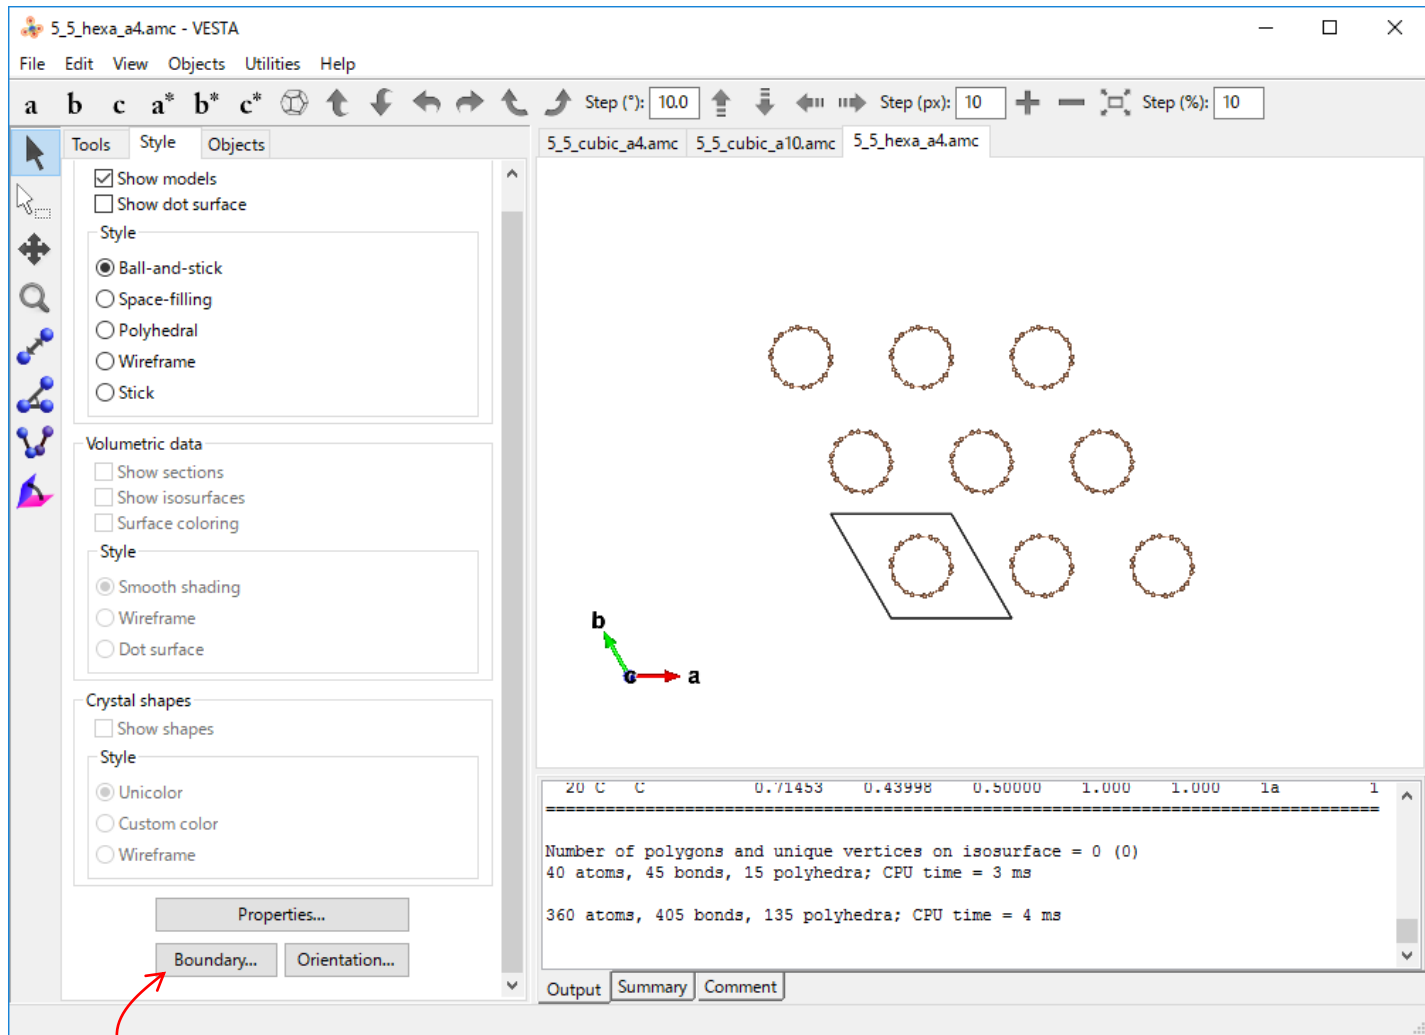 5_5_hexa_a4.amc - VESTA
File Edit View Objects Utilities Help
a b c a* b* c* Step (°): 10.0 Step (px): 10 Step (%): 10
Tools Style Objects
5_5_cubic_a4.amc 5_5_cubic_a10.amc 5_5_hexa_a4.amc
Show models
Show dot surface
Style
Ball-and-stick
Space-filling
Polyhedral
Wireframe
Stick
Volumetric data
Show sections
Show isosurfaces
Surface coloring
Style
Smooth shading
Wireframe
Dot surface
Crystal shapes
Show shapes
Style
Unicolor
Custom color
Wireframe
Properties...
Boundary... Orientation...
b
c a
20 C C 0.71453 0.43998 0.50000 1.000 1.000 1a 1
================================================================================
Number of polygons and unique vertices on isosurface = 0 (0)
40 atoms, 45 bonds, 15 polyhedra; CPU time = 3 ms
360 atoms, 405 bonds, 135 polyhedra; CPU time = 4 ms
Output Summary Comment